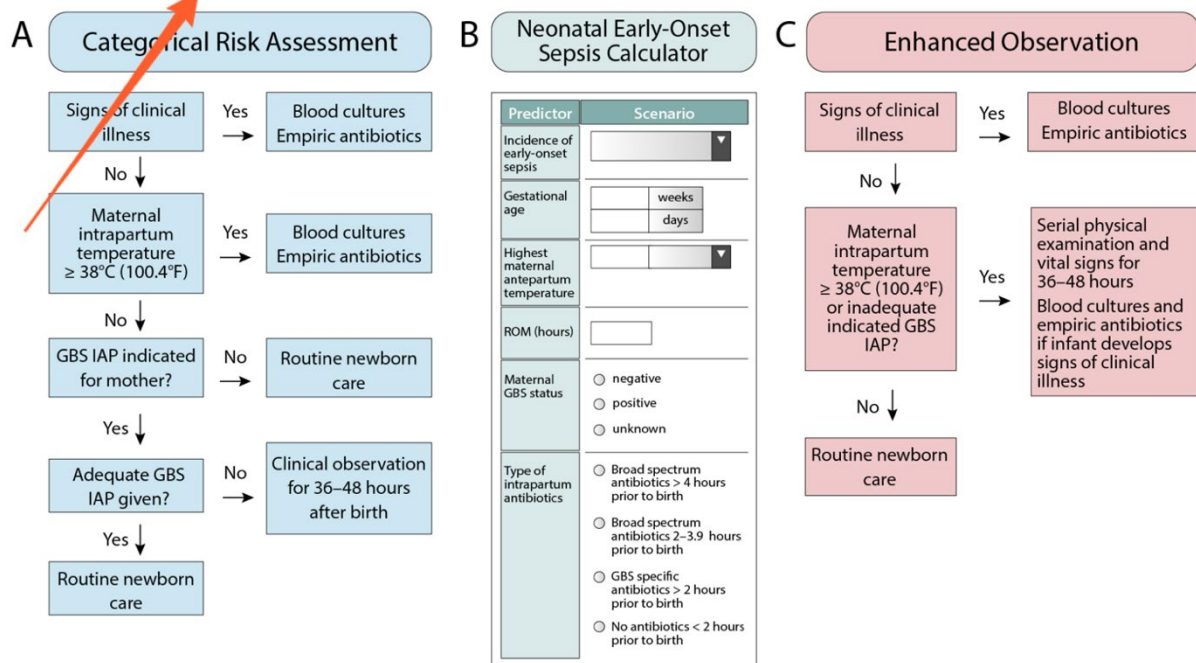 A
Categorical Risk Assessment
Signs of clinical
illness
Yes
Blood cultures
Empiric antibiotics
No
Maternal
intrapartum
temperature
≥ 38°C (100.4°F)
Yes
Blood cultures
Empiric antibiotics
No
GBS IAP indicated
for mother?
No
Routine newborn
care
Yes
Adequate GBS
IAP given?
No
Clinical observation
for 36–48 hours
after birth
Yes
Routine newborn
care
B
Neonatal Early-Onset
Sepsis Calculator
Predictor
Scenario
Incidence of
early-onset
sepsis
Gestational
age
weeks
days
Highest
maternal
antepartum
temperature
ROM (hours)
Maternal
GBS status
negative
positive
unknown
Type of
intrapartum
antibiotics
Broad spectrum
antibiotics > 4 hours
prior to birth
Broad spectrum
antibiotics 2–3.9 hours
prior to birth
GBS specific
antibiotics > 2 hours
prior to birth
No antibiotics < 2 hours
prior to birth
C
Enhanced Observation
Signs of clinical
illness
Yes
Blood cultures
Empiric antibiotics
No
Maternal
intrapartum
temperature
≥ 38°C (100.4°F)
or inadequate
indicated GBS
IAP?
Yes
Serial physical
examination and
vital signs for
36–48 hours
Blood cultures and
empiric antibiotics
if infant develops
signs of clinical
illness
No
Routine newborn
care